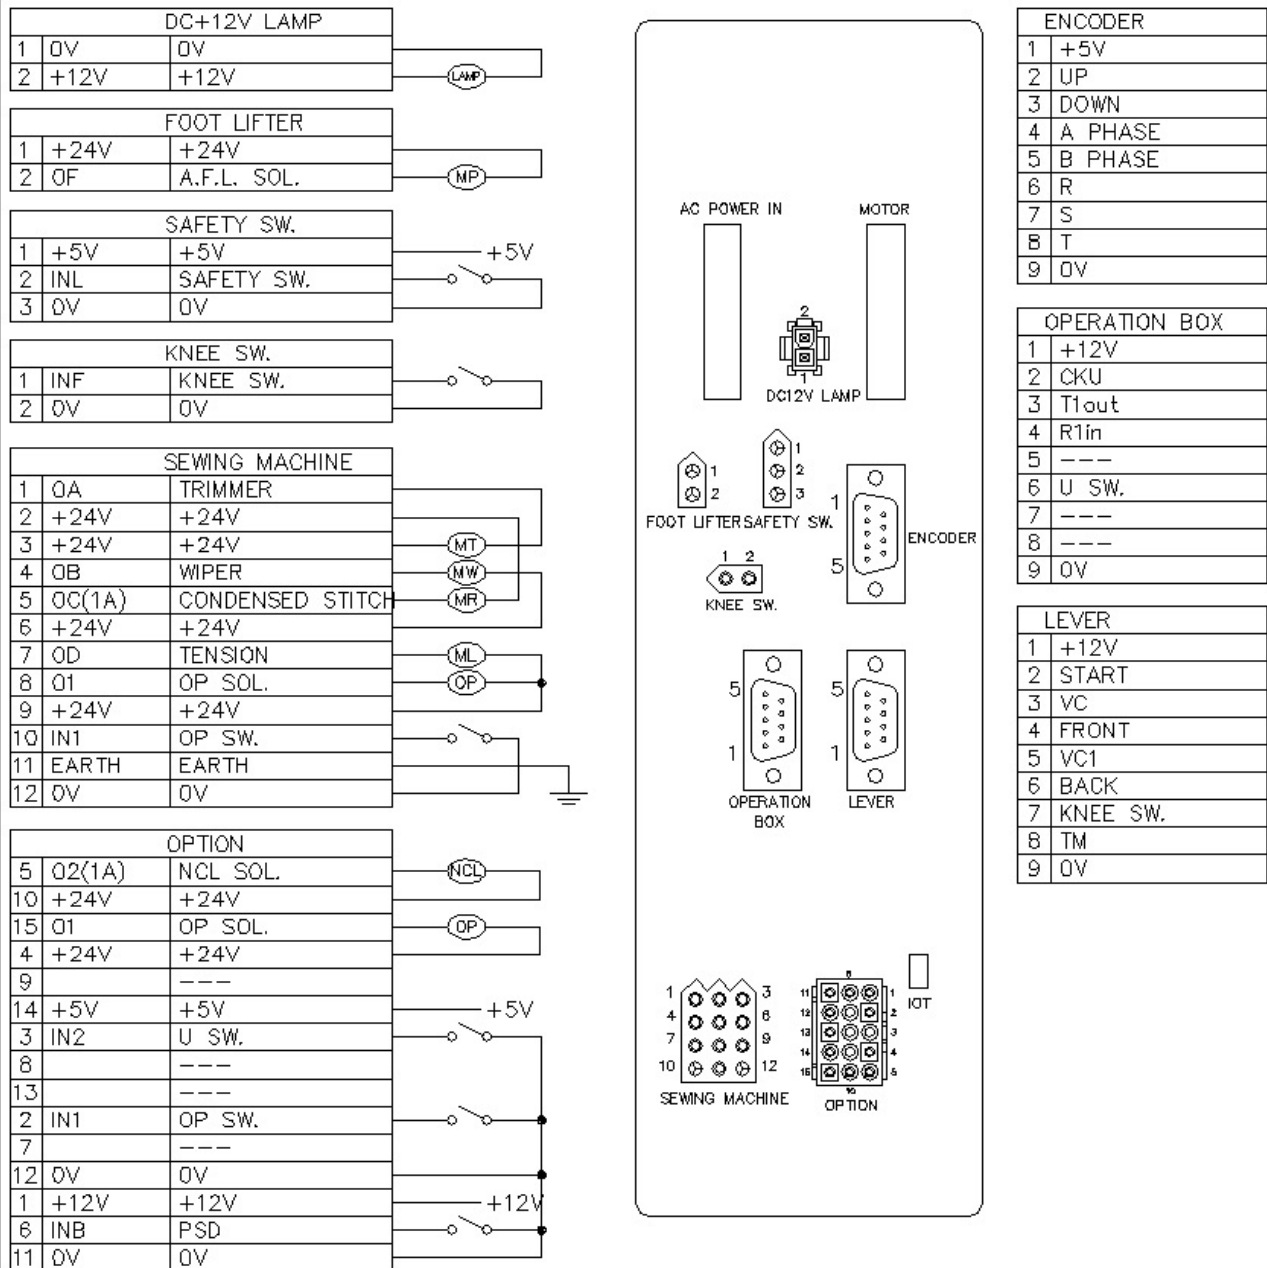 DC+12V LAMP
1 0V 0V
2 +12V +12V
LAMP
FOOT LIFTER
1 +24V +24V
2 OF A.F.L. SOL.
MP
SAFETY SW.
1 +5V +5V +5V
2 INL SAFETY SW.
3 0V 0V
KNEE SW.
1 INF KNEE SW.
2 0V 0V
SEWING MACHINE
1 OA TRIMMER
2 +24V +24V
3 +24V +24V MT
4 OB WIPER MW
5 OC(1A) CONDENSED STITCH MR
6 +24V +24V
7 OD TENSION ML
8 O1 OP SOL. OP
9 +24V +24V
10 IN1 OP SW.
11 EARTH EARTH
12 0V 0V
OPTION
5 O2(1A) NCL SOL. NCL
10 +24V +24V
15 O1 OP SOL. OP
4 +24V +24V
9 ---
14 +5V +5V +5V
3 IN2 U SW.
8 ---
13 ---
2 IN1 OP SW.
7 ---
12 0V 0V
1 +12V +12V +12V
6 INB PSD
11 0V 0V
AC POWER IN
MOTOR
2
1
DC12V LAMP
1
2
FOOT LIFTER
1
2
3
SAFETY SW.
1
5
ENCODER
1 2
KNEE SW.
5
1
OPERATION
BOX
5
1
LEVER
IOT
1 3
4 6
7 9
10 12
SEWING MACHINE
6
11 1
12 2
13 3
14 4
15 5
10
OPTION
ENCODER
1 +5V
2 UP
3 DOWN
4 A PHASE
5 B PHASE
6 R
7 S
8 T
9 0V
OPERATION BOX
1 +12V
2 CKU
3 T1out
4 R1in
5 ---
6 U SW.
7 ---
8 ---
9 0V
LEVER
1 +12V
2 START
3 VC
4 FRONT
5 VC1
6 BACK
7 KNEE SW.
8 TM
9 0V